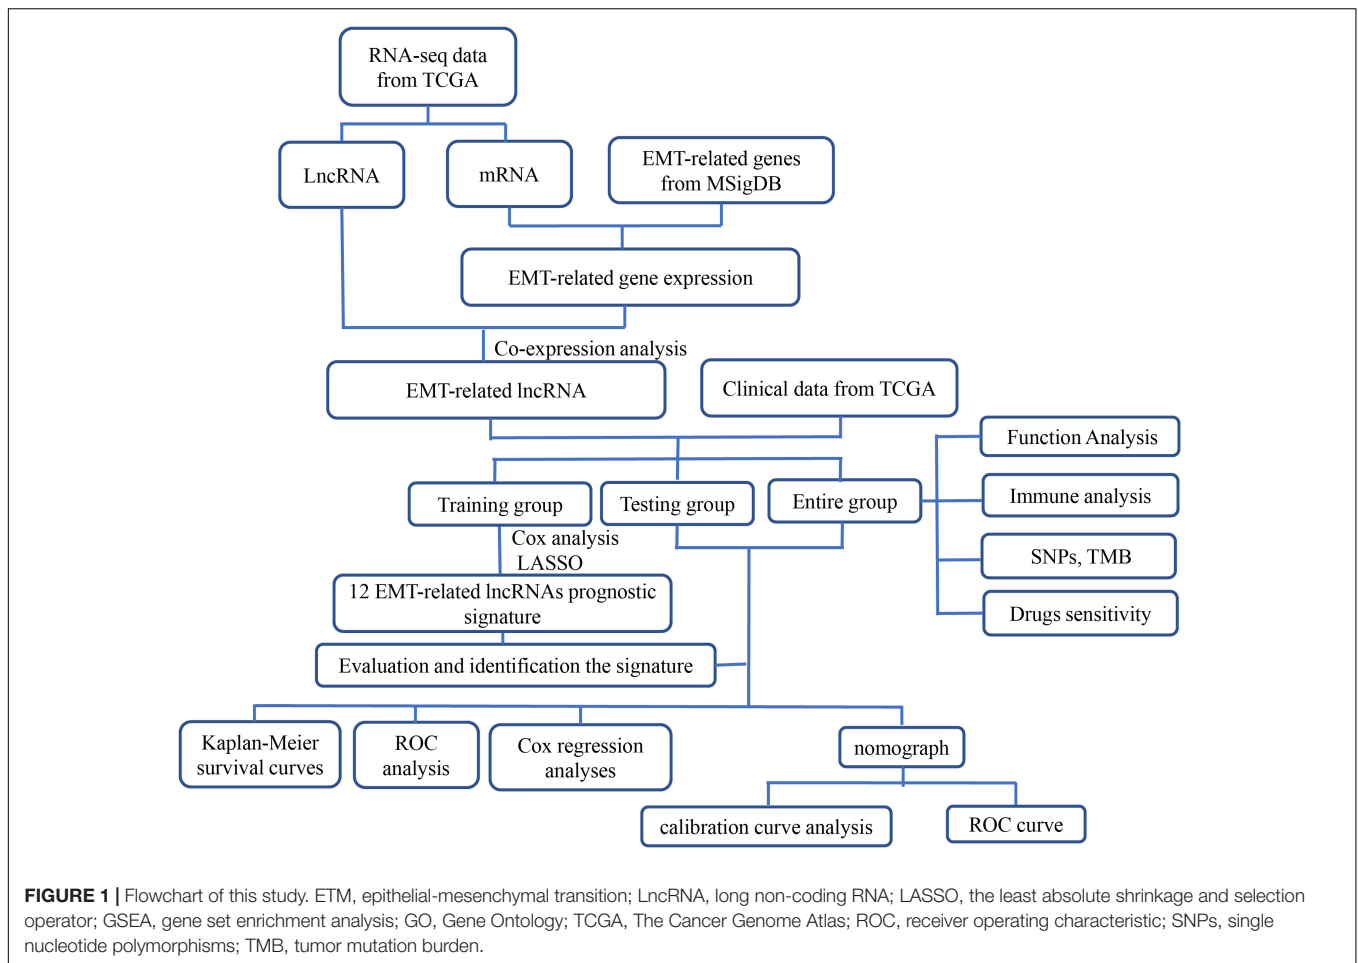 RNA-seq data
from TCGA
LncRNA
mRNA
EMT-related genes
from MSigDB
EMT-related gene expression
Co-expression analysis
EMT-related lncRNA
Clinical data from TCGA
Function Analysis
Training group
Testing group
Entire group
Immune analysis
Cox analysis
LASSO
SNPs, TMB
12 EMT-related lncRNAs prognostic
signature
Drugs sensitivity
Evaluation and identification the signature
Kaplan-Meier
survival curves
ROC
analysis
Cox regression
analyses
nomograph
calibration curve analysis
ROC curve
FIGURE 1 | Flowchart of this study. ETM, epithelial-mesenchymal transition; LncRNA, long non-coding RNA; LASSO, the least absolute shrinkage and selection
operator; GSEA, gene set enrichment analysis; GO, Gene Ontology; TCGA, The Cancer Genome Atlas; ROC, receiver operating characteristic; SNPs, single
nucleotide polymorphisms; TMB, tumor mutation burden.